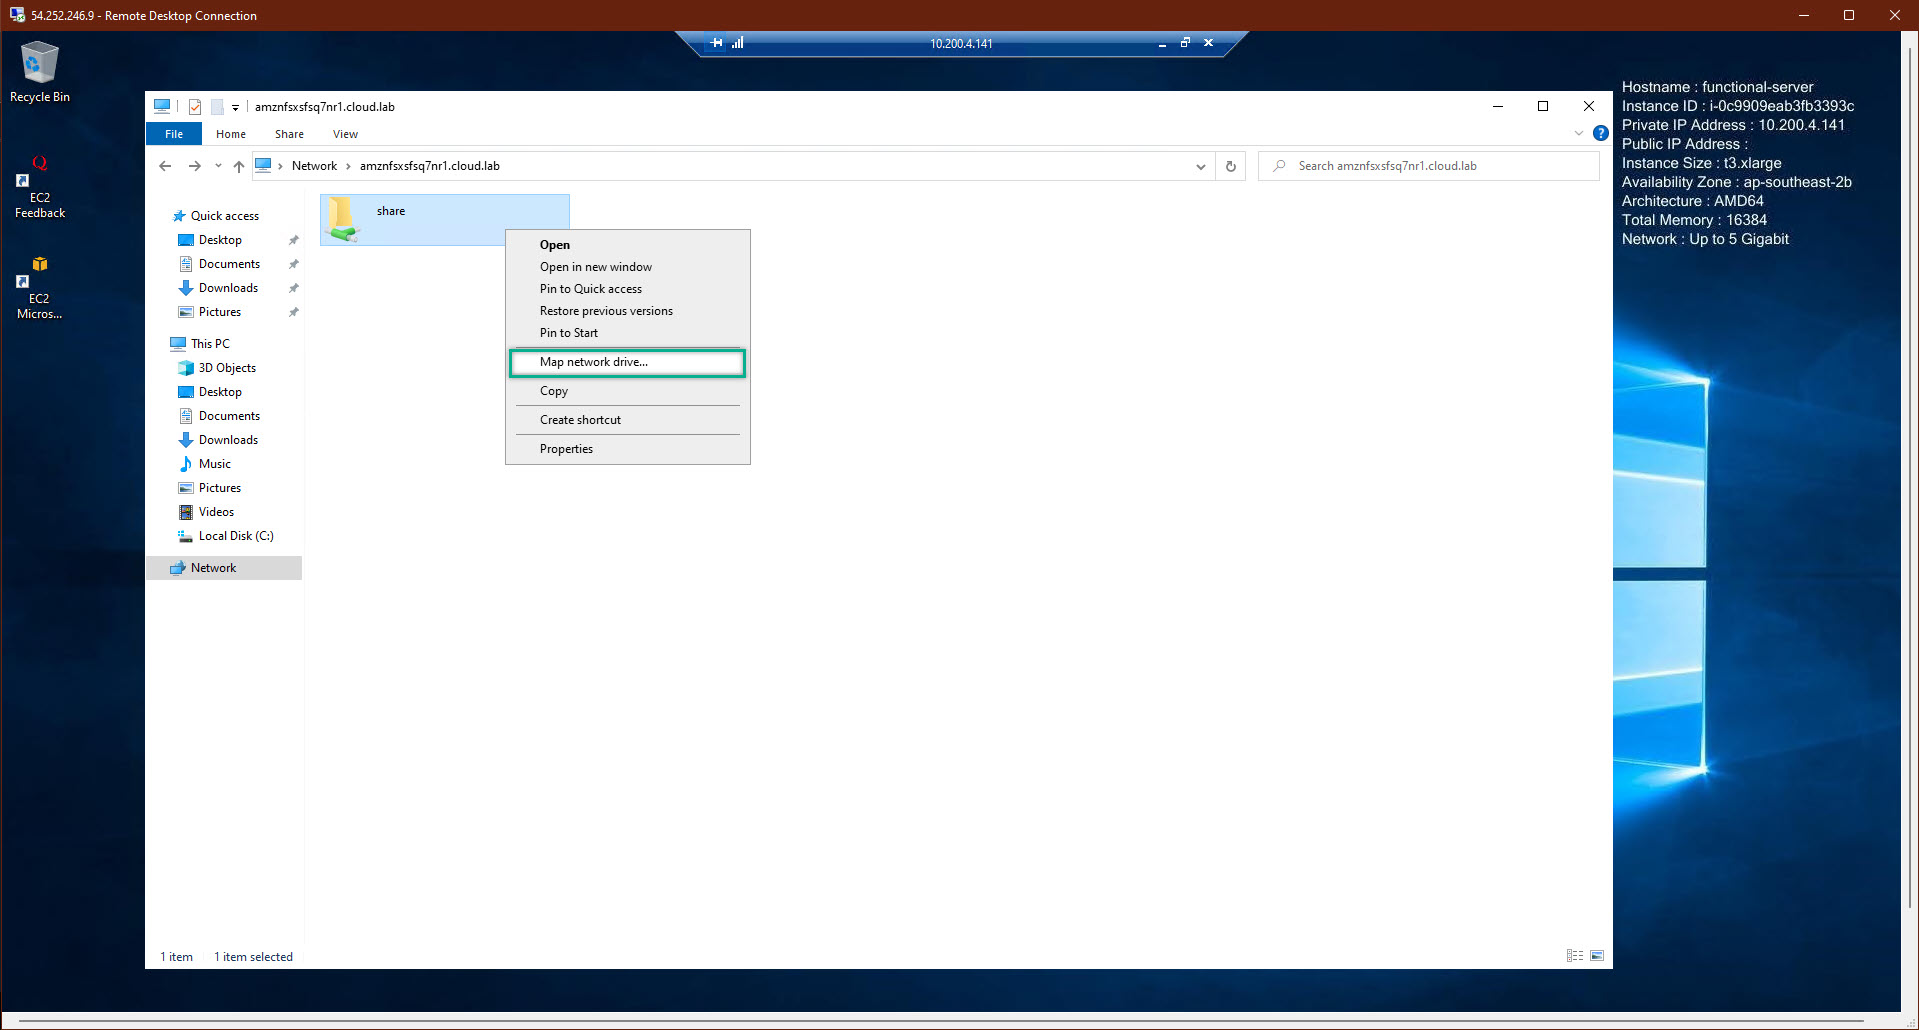 54.252.246.9 - Remote Desktop Connection
10.200.4.141
Recycle Bin
EC2
Feedback
EC2
Micros...
Hostname : functional-server
Instance ID : i-0c9909eab3fb3393c
Private IP Address : 10.200.4.141
Public IP Address :
Instance Size : t3.xlarge
Availability Zone : ap-southeast-2b
Architecture : AMD64
Total Memory : 16384
Network : Up to 5 Gigabit
amznfsxsfsq7nr1.cloud.lab
File Home Share View
Network amznfsxsfsq7nr1.cloud.lab
Search amznfsxsfsq7nr1.cloud.lab
Quick access
Desktop
Documents
Downloads
Pictures
This PC
3D Objects
Desktop
Documents
Downloads
Music
Pictures
Videos
Local Disk (C:)
Network
share
Open
Open in new window
Pin to Quick access
Restore previous versions
Pin to Start
Map network drive...
Copy
Create shortcut
Properties
1 item 1 item selected